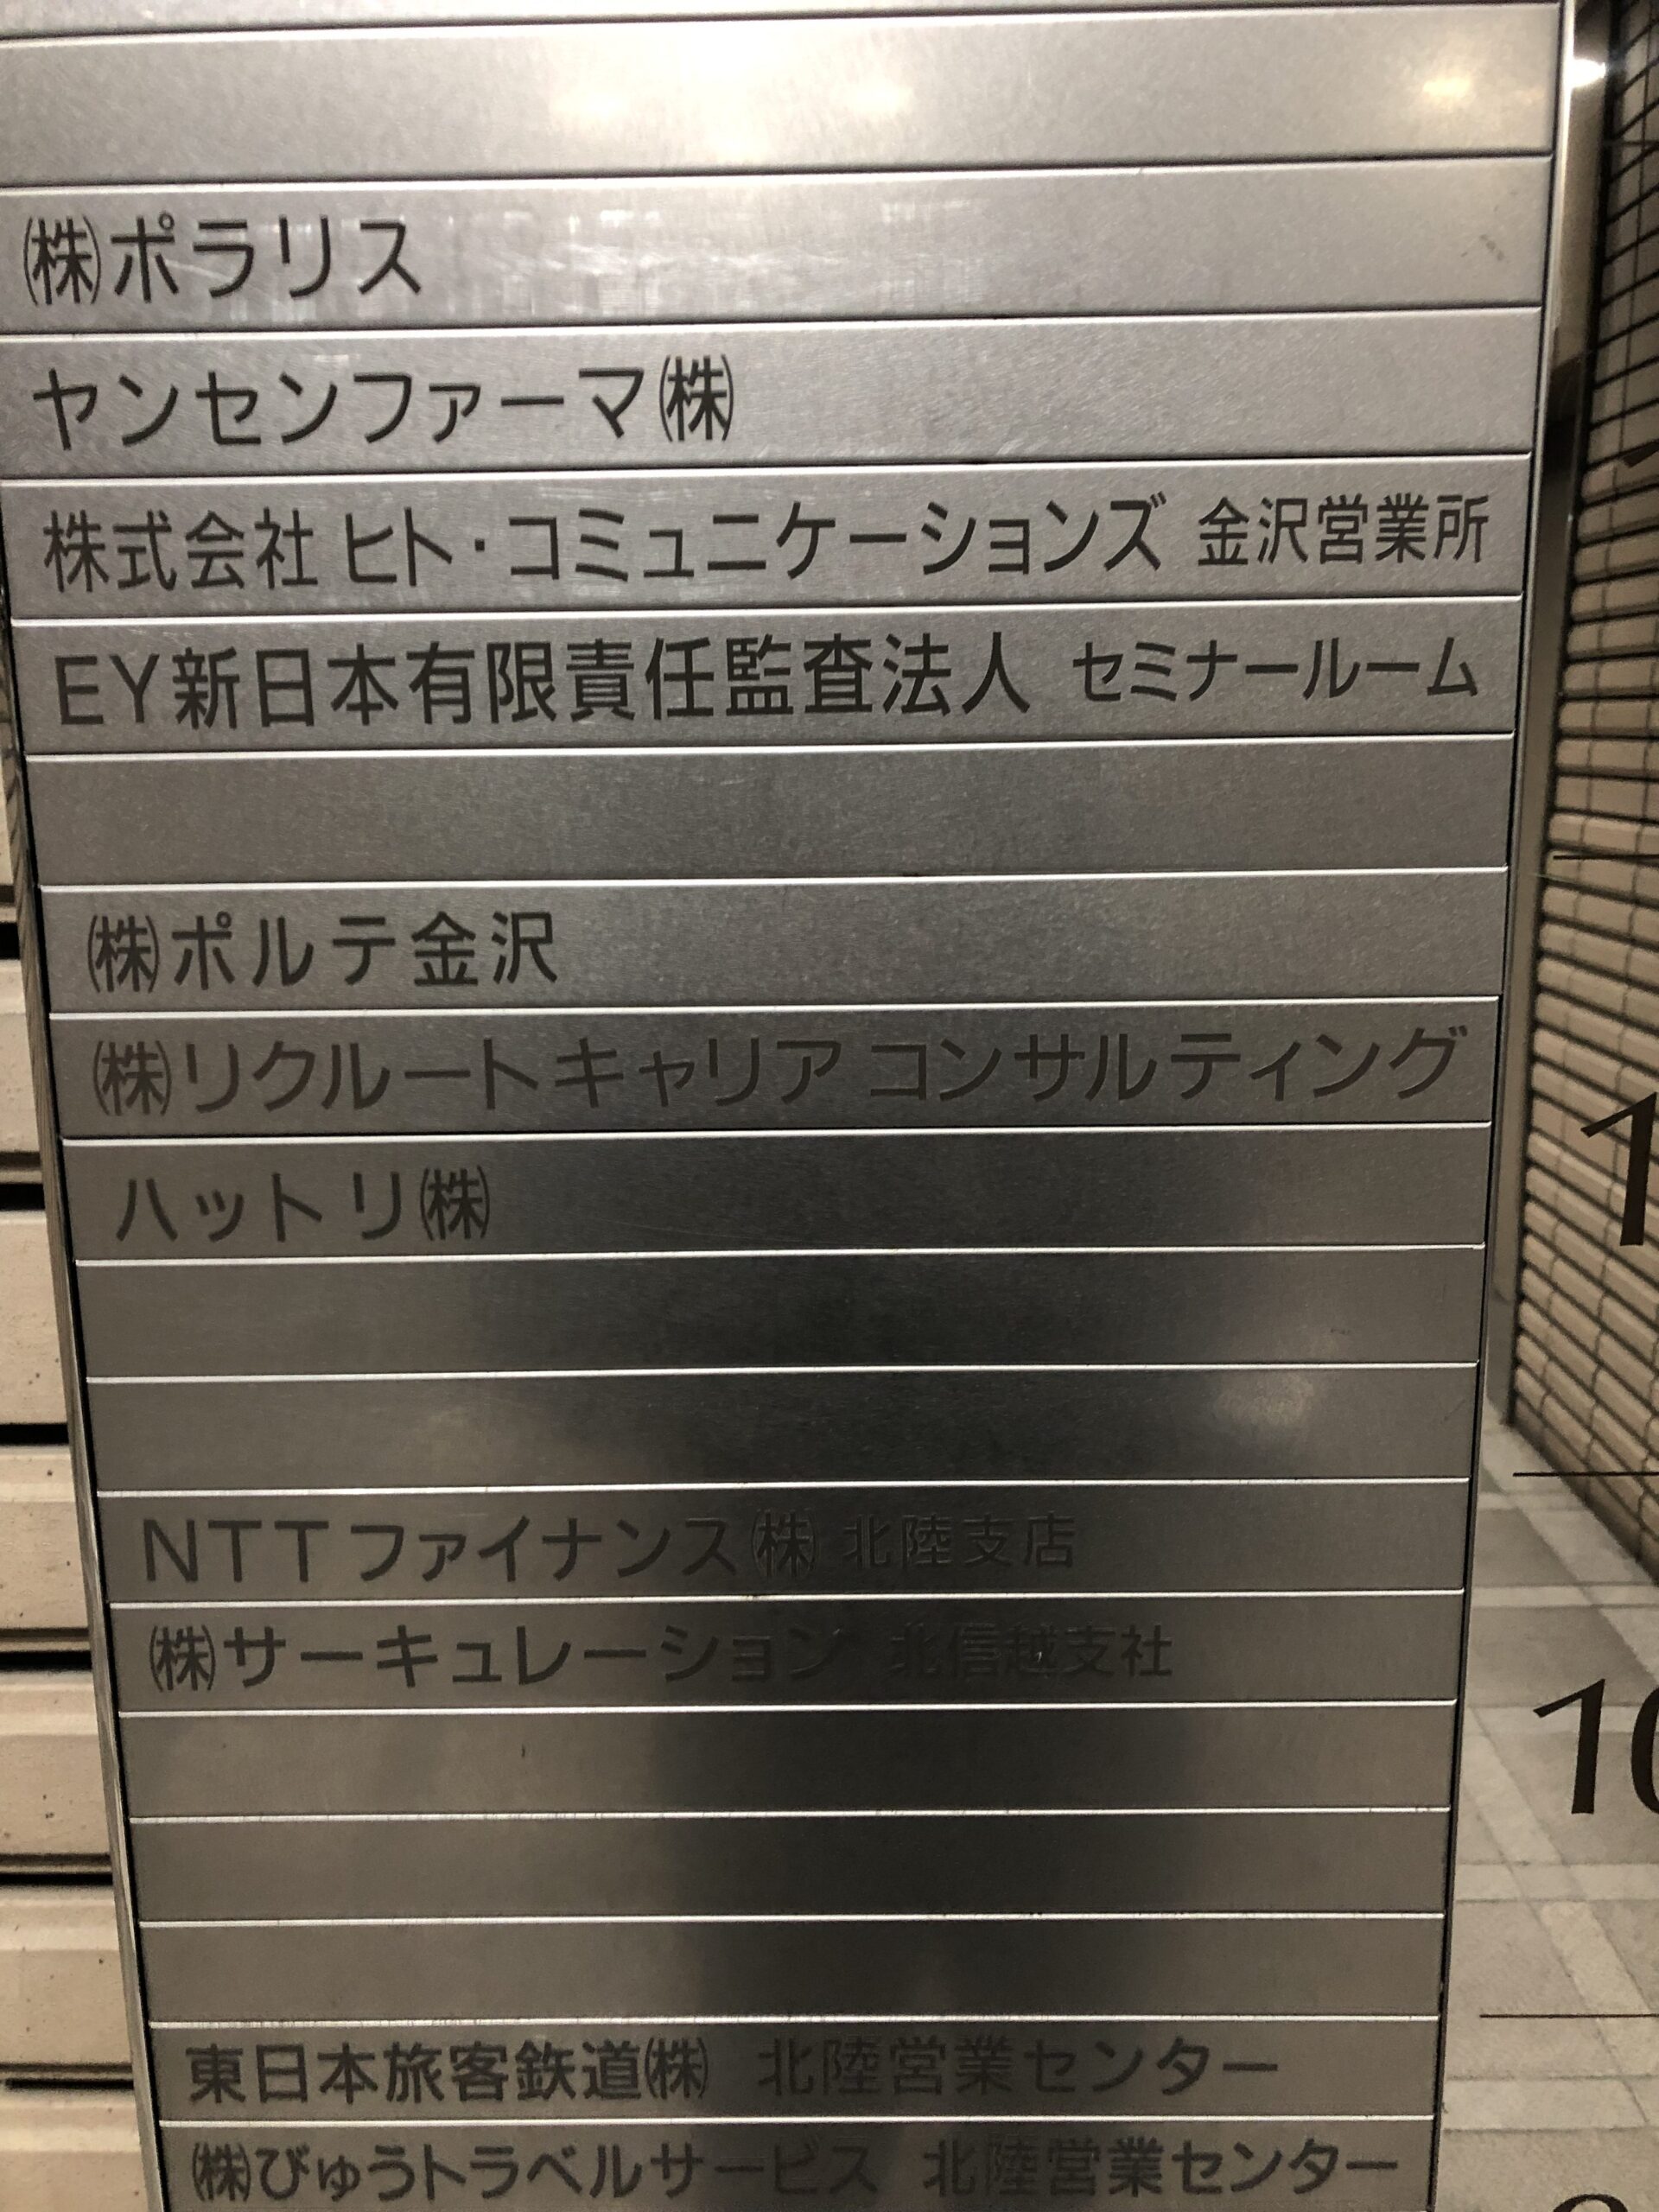 ㈱ポラリス
ヤンセンファーマ㈱
株式会社 ヒト・コミュニケーションズ 金沢営業所
EY新日本有限責任監査法人 セミナールーム
㈱ポルテ金沢
㈱リクルートキャリア コンサルティング
ハットリ㈱
NTTファイナンス㈱ 北陸支店
㈱サーキュレーション 北信越支社
10
東日本旅客鉄道㈱ 北陸営業センター
㈱びゅうトラベルサービス 北陸営業センター